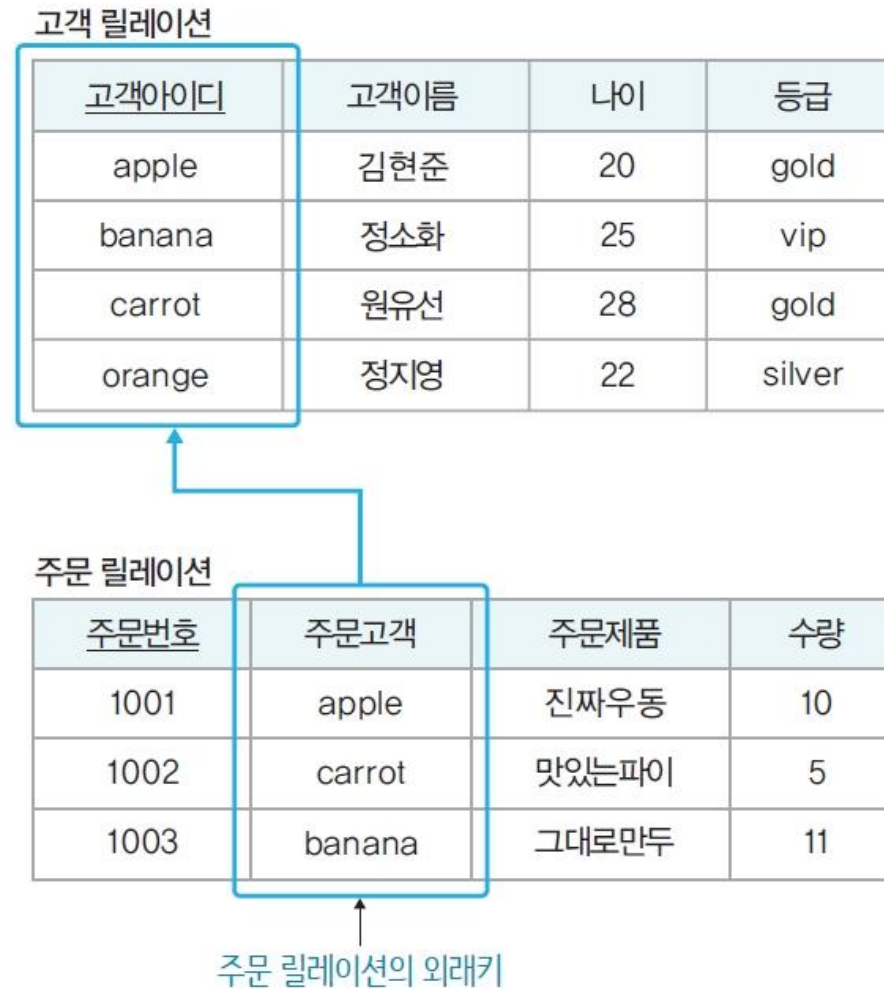 고객 릴레이션
고객아이디 고객이름 나이 등급
apple 김현준 20 gold
banana 정소화 25 vip
carrot 원유선 28 gold
orange 정지영 22 silver
주문 릴레이션
주문번호 주문고객 주문제품 수량
1001 apple 진짜우동 10
1002 carrot 맛있는파이 5
1003 banana 그대로만두 11
주문 릴레이션의 외래키